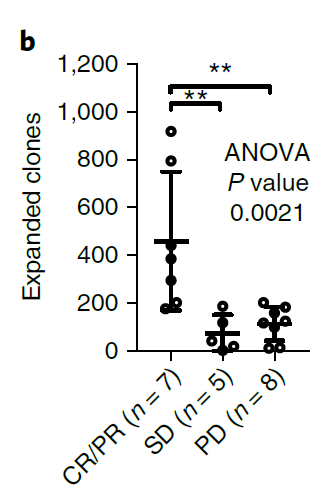 b
Expanded clones
1,200
1,000
800
600
400
200
0
**
**
ANOVA
P value
0.0021
CR/PR (n = 7)
SD (n = 5)
PD (n = 8)